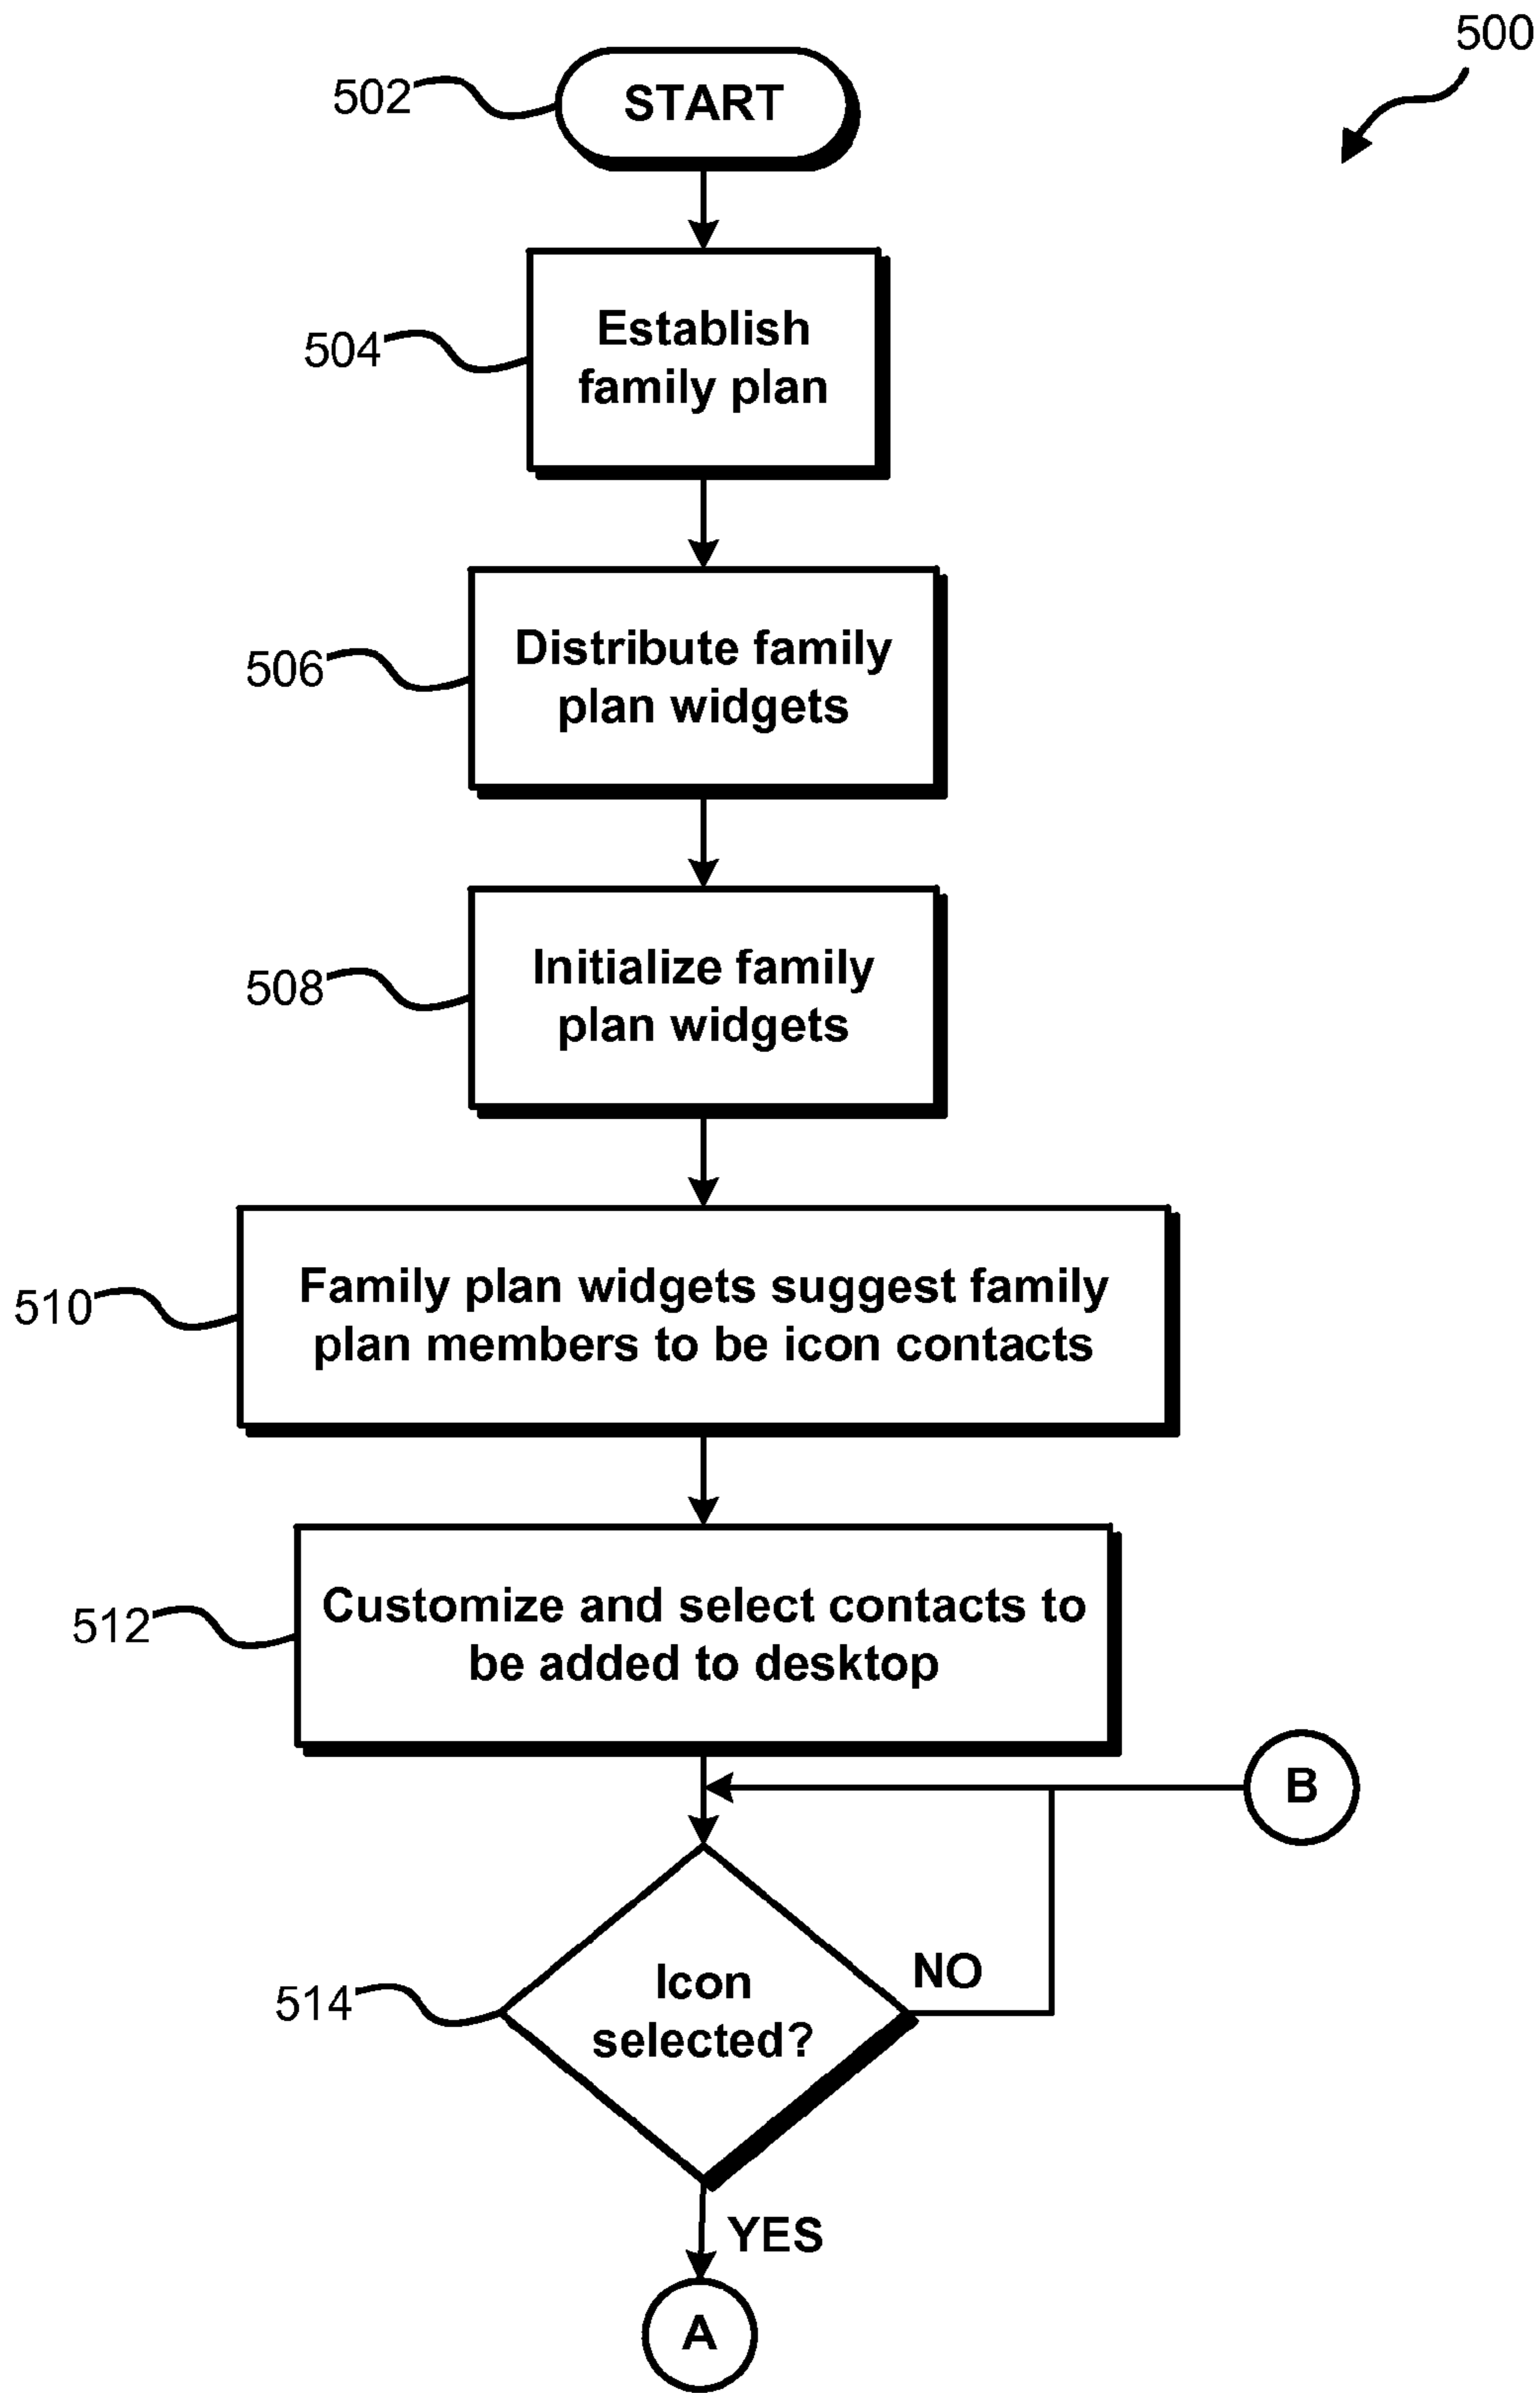 500
502
START
504
Establish
family plan
506
Distribute family
plan widgets
508
Initialize family
plan widgets
510
Family plan widgets suggest family
plan members to be icon contacts
512
Customize and select contacts to
be added to desktop
B
514
Icon
selected?
NO
YES
A